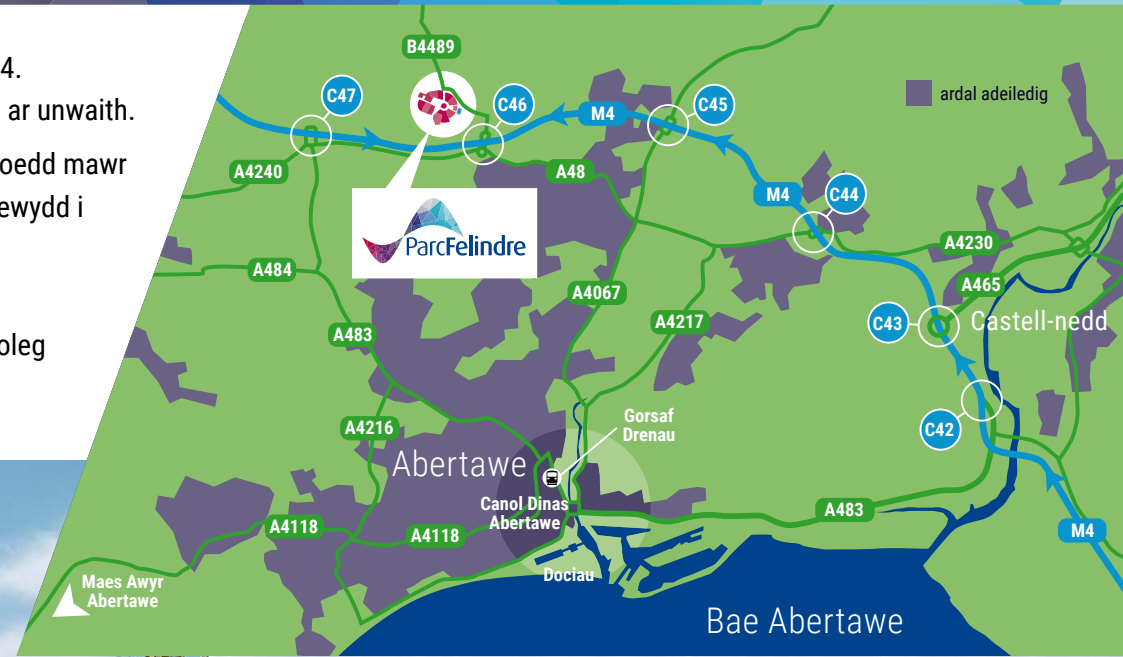 4.
ar unwaith.
oedd mawr
ewydd i
oleg
B4489
C47
C46
M4
C45
ardal adeiledig
A4240
A48
M4
C44
ParcFelindre
A484
A4230
A465
A4067
A483
A4217
C43
Castell-nedd
A4216
Gorsaf
Drenau
C42
Abertawe
Canol Dinas
Abertawe
A4118
A4118
A483
M4
Maes Awyr
Abertawe
Dociau
Bae Abertawe